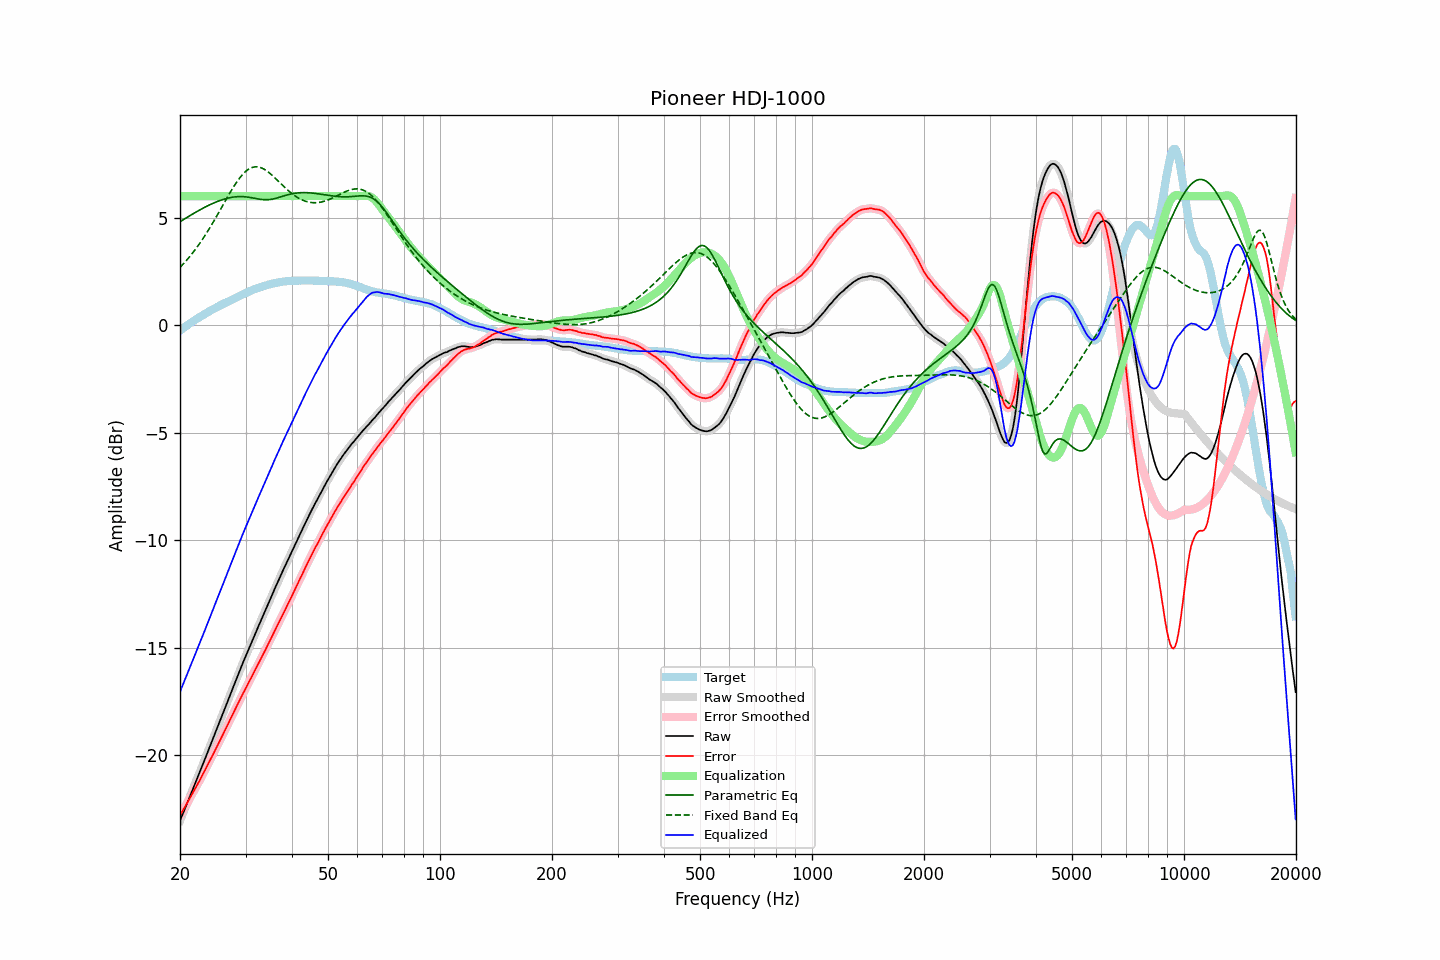 Pioneer HDJ-1000
Amplitude (dBr)
5
0
−5
−10
−15
−20
Target
Raw Smoothed
Error Smoothed
Raw
Error
Equalization
Parametric Eq
Fixed Band Eq
Equalized
20 50 100 200 500 1000 2000 5000 10000 20000
Frequency (Hz)